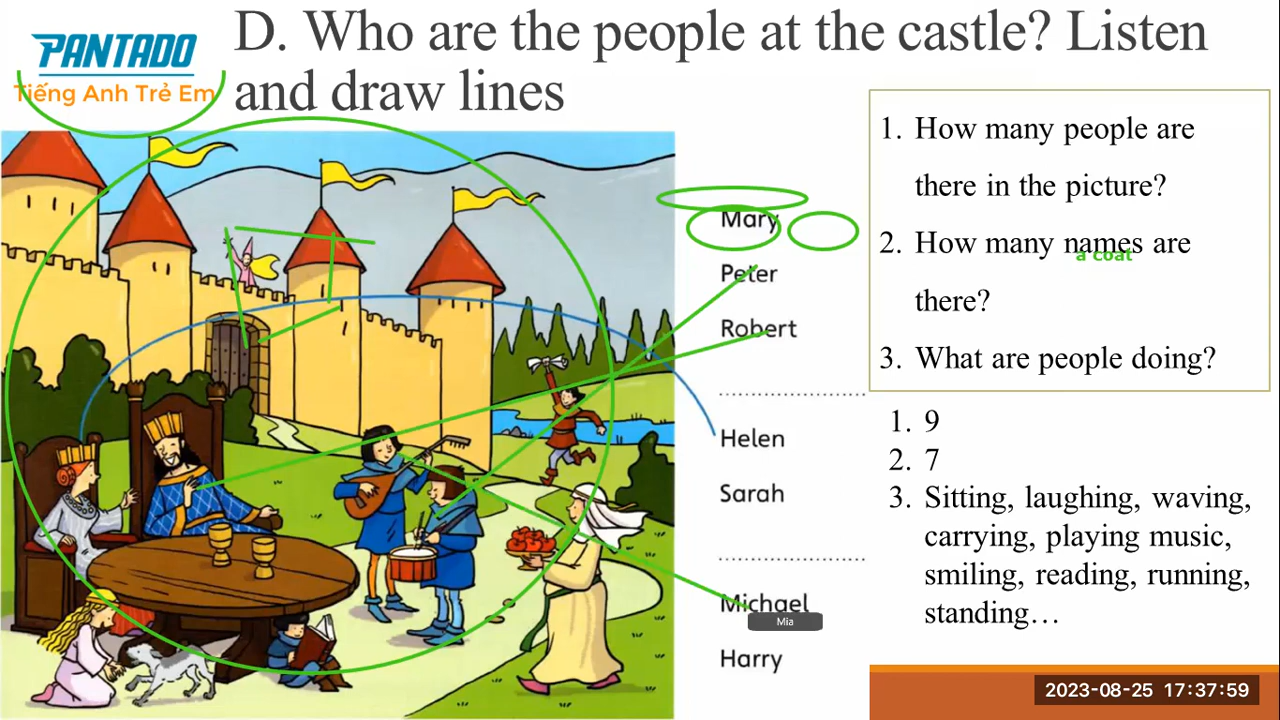 PANTADO
Tiếng Anh Trẻ Em
D. Who are the people at the castle? Listen
and draw lines
Mary
Peter
Robert
Helen
Sarah
Michael
Mia
Harry
1. How many people are
there in the picture?
2. How many names are
a coat
there?
3. What are people doing?
1. 9
2. 7
3. Sitting, laughing, waving,
carrying, playing music,
smiling, reading, running,
standing…
2023-08-25 17:37:59